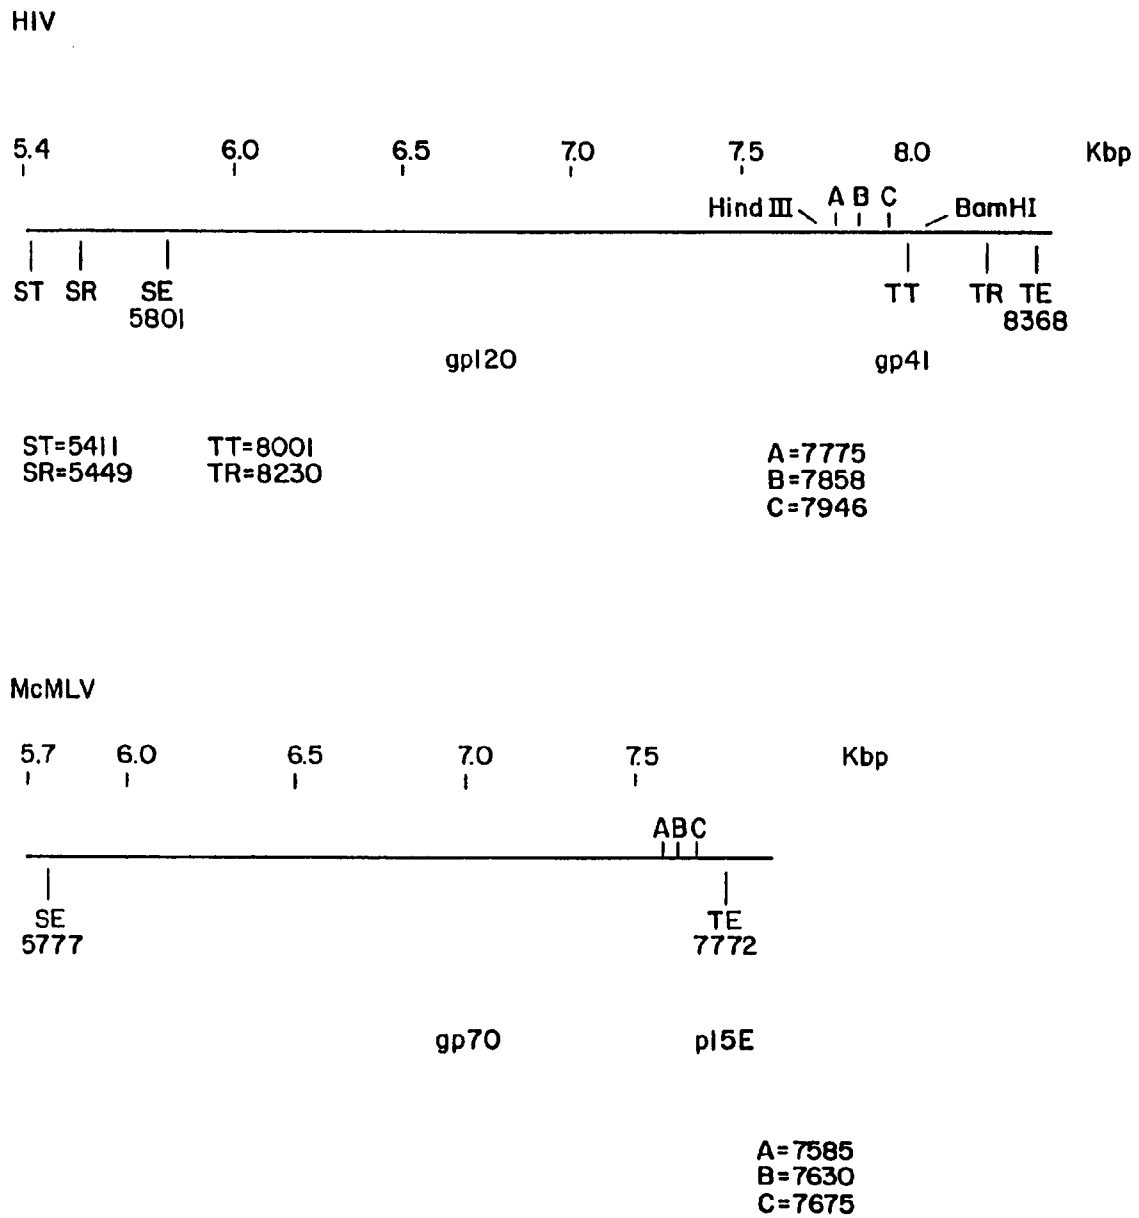 HIV
5.4 6.0 6.5 7.0 7.5 8.0 Kbp
Hind III A B C BamHI
ST SR SE TT TR TE
5801 8368
gp120 gp41
ST=5411 TT=8001
SR=5449 TR=8230
A=7775
B=7858
C=7946
McMLV
5.7 6.0 6.5 7.0 7.5 Kbp
A B C
SE TE
5777 7772
gp70 p15E
A=7585
B=7630
C=7675